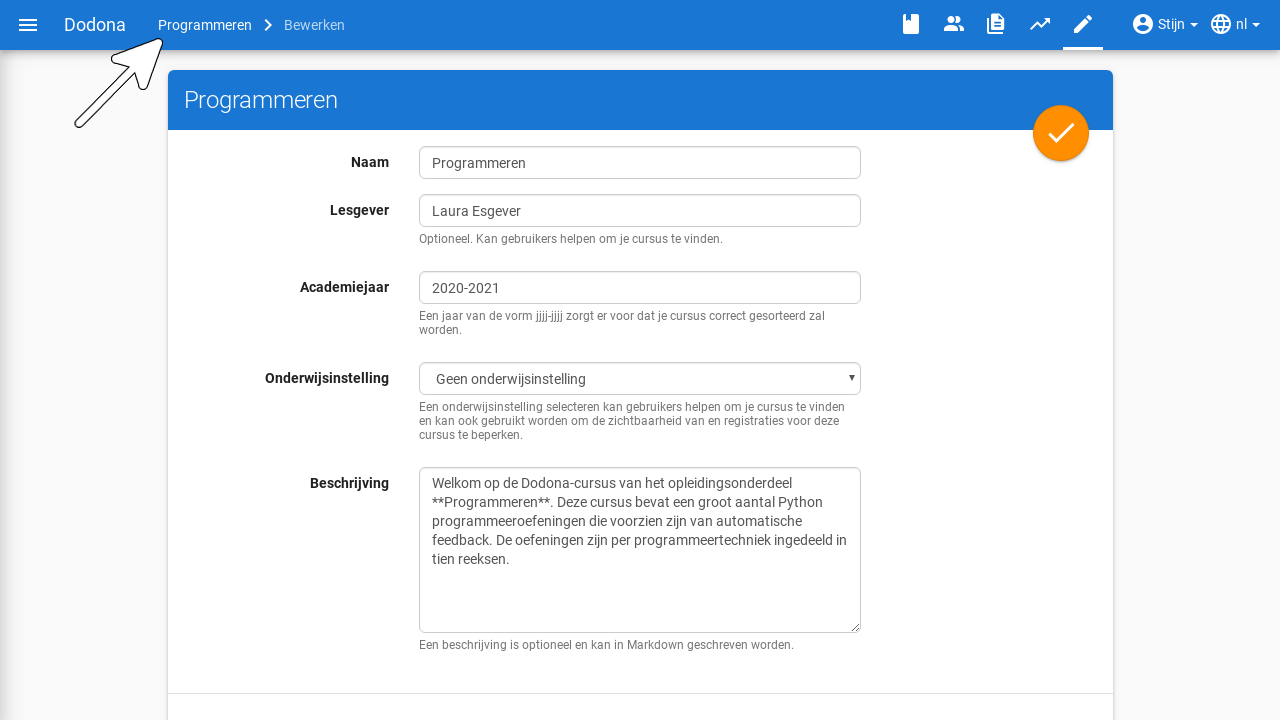 Dodona Programmeren Bewerken Stijn nl
Programmeren
Naam Programmeren
Lesgever Laura Esgever
Optioneel. Kan gebruikers helpen om je cursus te vinden.
Academiejaar 2020-2021
Een jaar van de vorm jjjj-jjjj zorgt er voor dat je cursus correct gesorteerd zal
worden.
Onderwijsinstelling Geen onderwijsinstelling
Een onderwijsinstelling selecteren kan gebruikers helpen om je cursus te vinden
en kan ook gebruikt worden om de zichtbaarheid van en registraties voor deze
cursus te beperken.
Beschrijving Welkom op de Dodona-cursus van het opleidingsonderdeel
**Programmeren**. Deze cursus bevat een groot aantal Python
programmeeroefeningen die voorzien zijn van automatische
feedback. De oefeningen zijn per programmeertechniek ingedeeld in
tien reeksen.
Een beschrijving is optioneel en kan in Markdown geschreven worden.